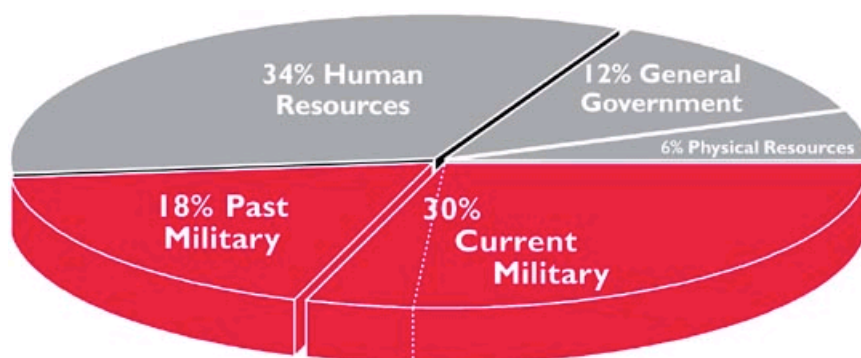 34% Human
Resources
12% General
Government
6% Physical Resources
18% Past
Military
30%
Current
Military